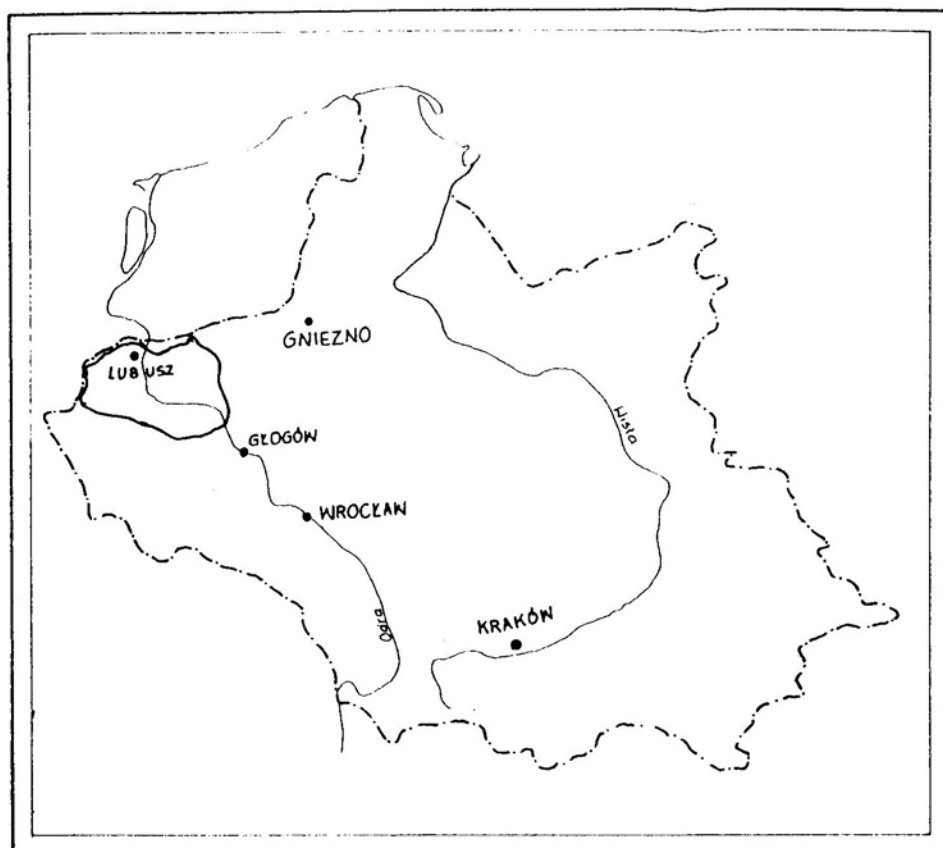 GNIEZNO
LUBUSZ
GŁOGÓW
Wisła
WROCŁAW
Odra
KRAKÓW